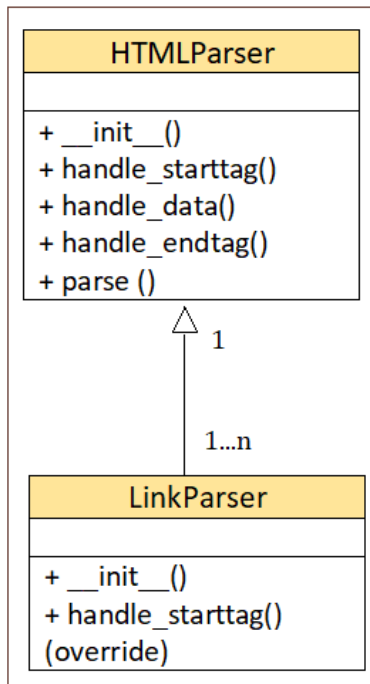 HTMLParser
+ __init__()
+ handle_starttag()
+ handle_data()
+ handle_endtag()
+ parse ()
1
1...n
LinkParser
+ __init__()
+ handle_starttag()
(override)